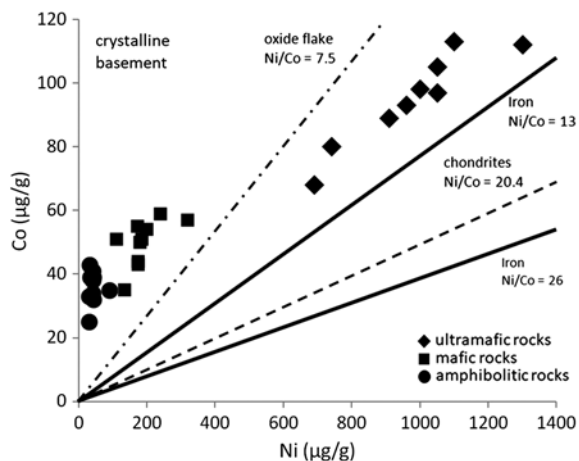 120
100
80
60
40
20
0
Co (µg/g)
crystalline
basement
oxide flake
Ni/Co = 7.5
Iron
Ni/Co = 13
chondrites
Ni/Co = 20.4
Iron
Ni/Co = 26
ultramafic rocks
mafic rocks
amphibolitic rocks
0 200 400 600 800 1000 1200 1400
Ni (µg/g)